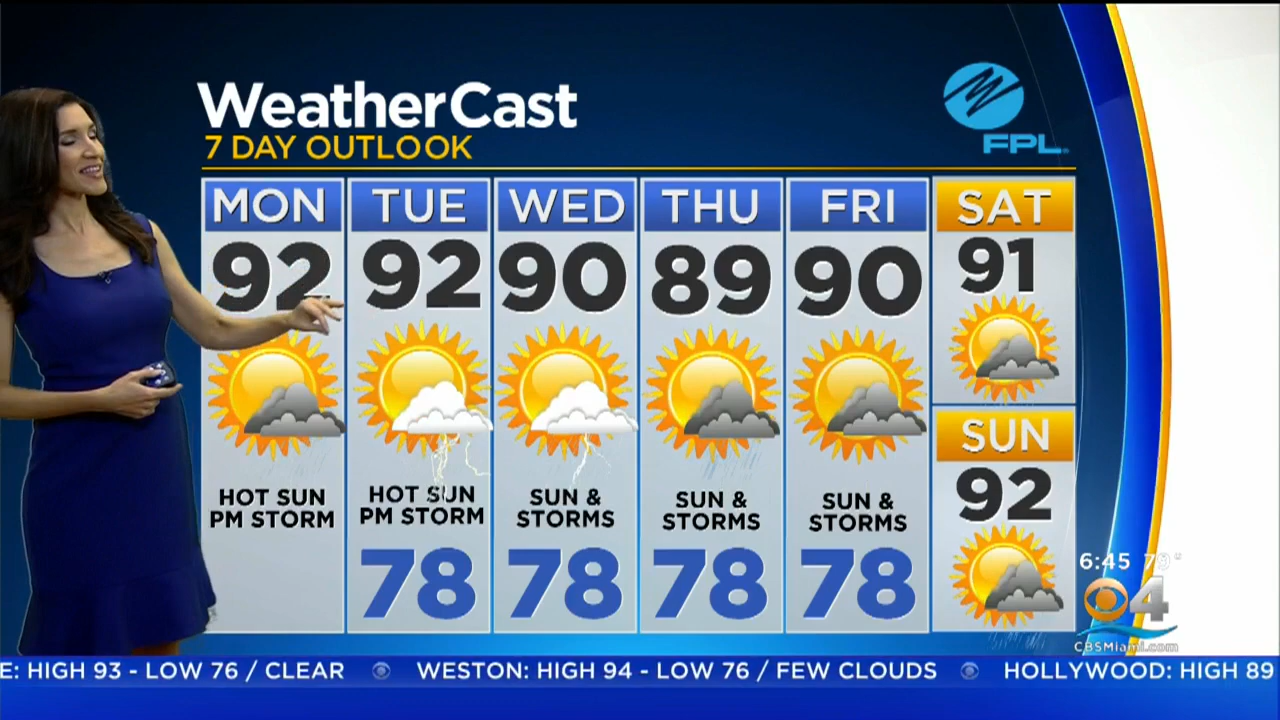 WeatherCast
7 DAY OUTLOOK
FPL
MON
92
HOT SUN
PM STORM
TUE
92
HOT SUN
PM STORM
78
WED
90
SUN &
STORMS
78
THU
89
SUN &
STORMS
78
FRI
90
SUN &
STORMS
78
SAT
91
SUN
92
6:45 79°
4
CBSMiami.com
E: HIGH 93 - LOW 76 / CLEAR WESTON: HIGH 94 - LOW 76 / FEW CLOUDS HOLLYWOOD: HIGH 89